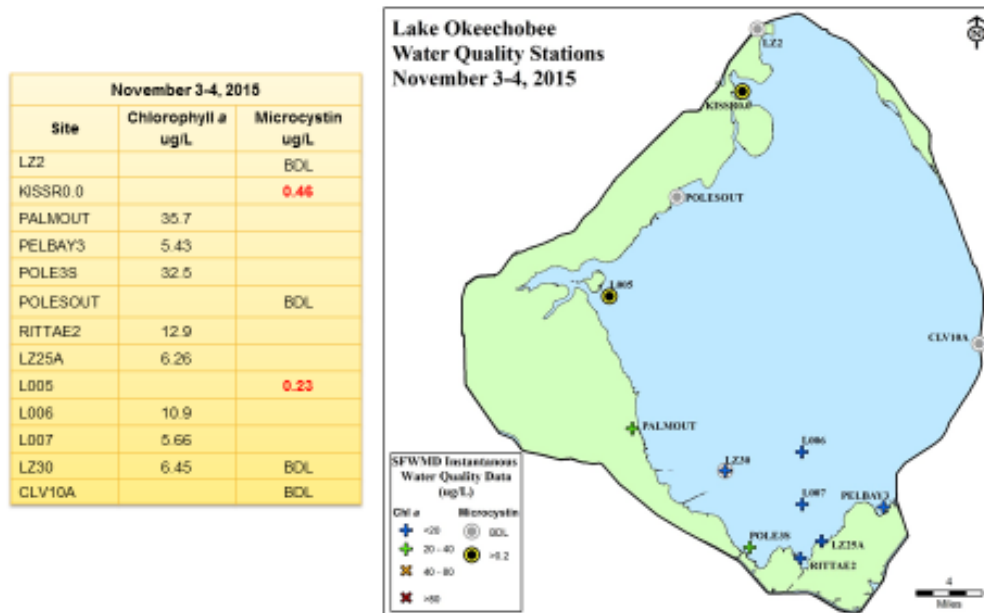 November 3-4, 2015
Site Chlorophyll a ug/L Microcystin ug/L
LZ2 BDL
KISSR0.0 0.46
PALMOUT 35.7
PELBAY3 5.43
POLE3S 32.5
POLESOUT BDL
RITTAE2 12.9
LZ25A 6.26
L005 0.23
L006 10.9
L007 5.66
LZ30 6.45 BDL
CLV10A BDL
Lake Okeechobee
Water Quality Stations
November 3-4, 2015
N
LZ2
KISSR0.0
POLESOUT
L005
CLV10A
PALMOUT
L006
LZ30
L007
PELBAY3
POLE3S
LZ25A
RITTAE2
SFWMD Instantanous
Water Quality Data
(ug/L)
Chl a Microcystin
<20 BDL
20 - 40 >0.2
40 - 80
>80
4
Miles